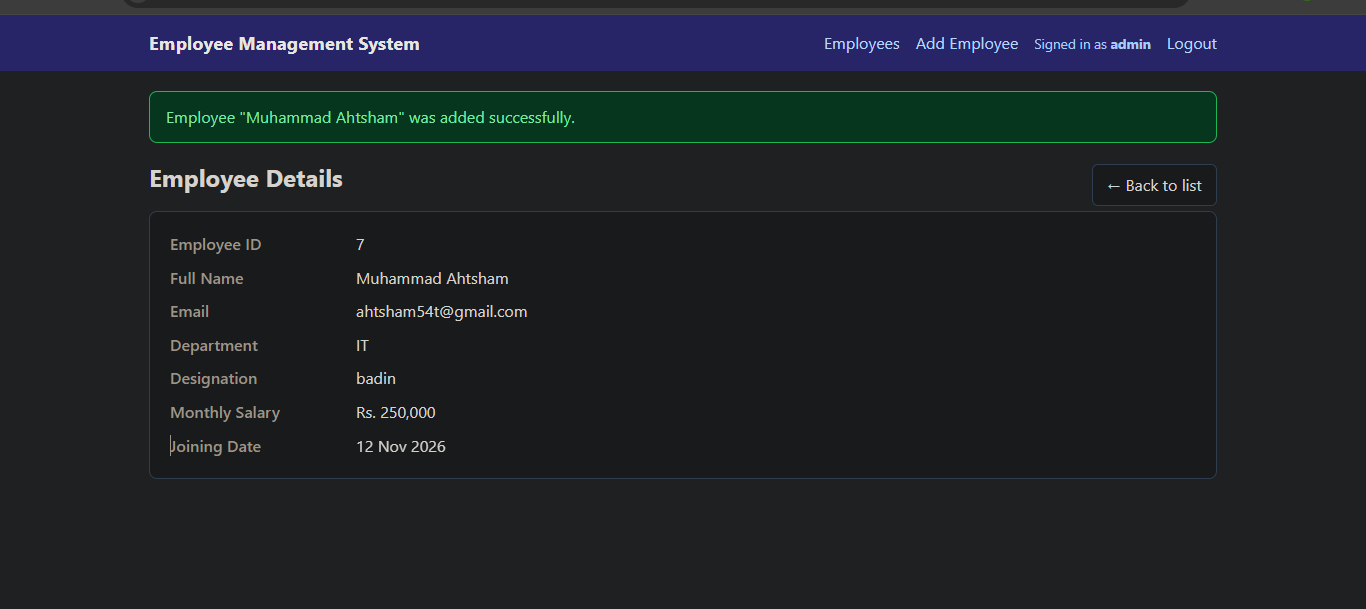 Employee Management System Employees Add Employee Signed in as admin Logout
Employee "Muhammad Ahtsham" was added successfully.
Employee Details ← Back to list
Employee ID 7
Full Name Muhammad Ahtsham
Email ahtsham54t@gmail.com
Department IT
Designation badin
Monthly Salary Rs. 250,000
Joining Date 12 Nov 2026